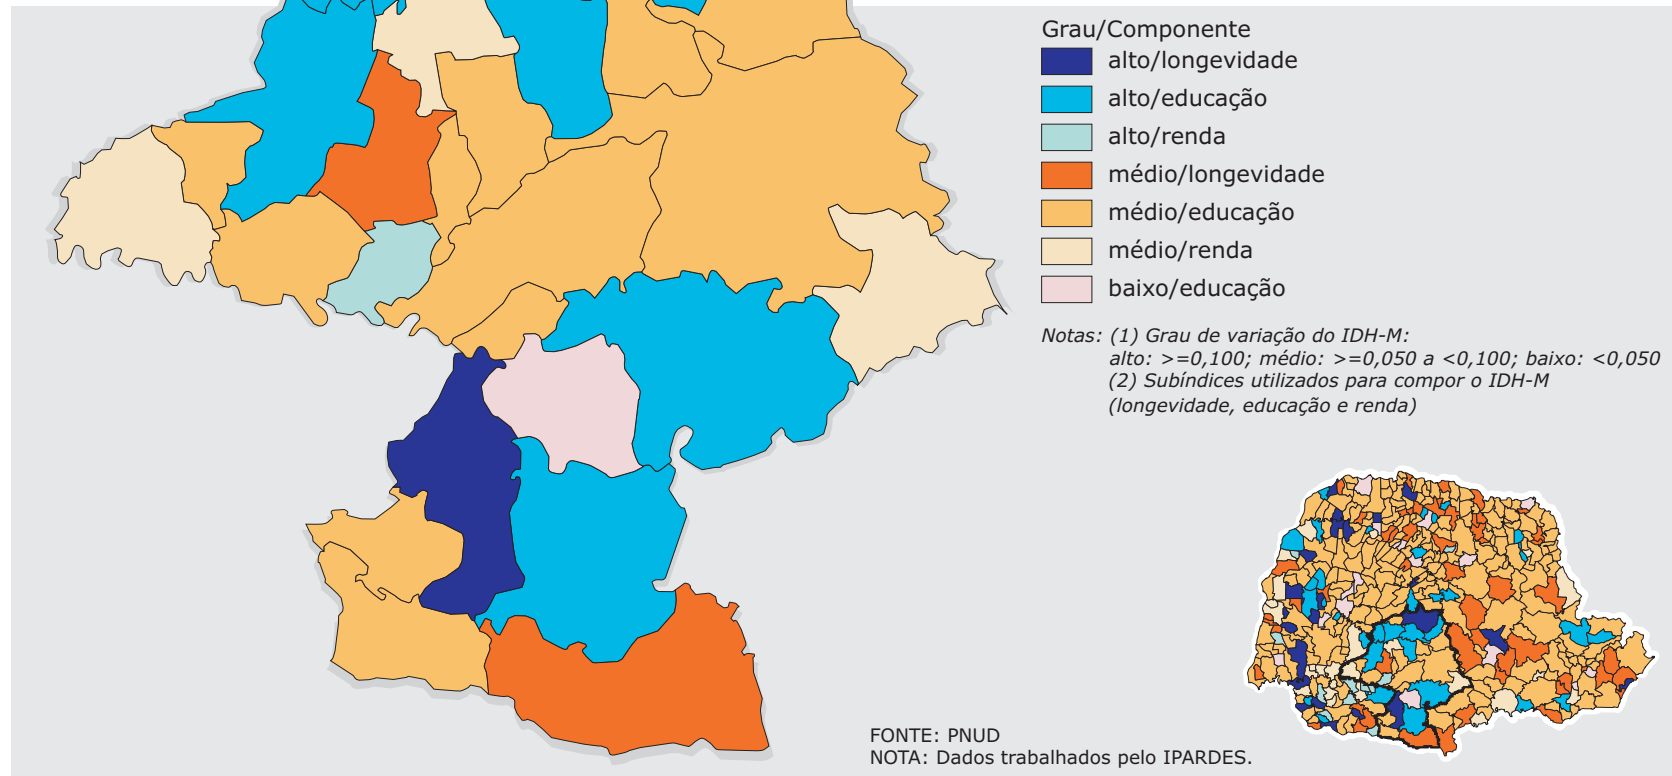 Grau/Componente
alto/longevidade
alto/educação
alto/renda
médio/longevidade
médio/educação
médio/renda
baixo/educação
Notas: (1) Grau de variação do IDH-M:
alto: >=0,100; médio: >=0,050 a <0,100; baixo: <0,050
(2) Subíndices utilizados para compor o IDH-M
(longevidade, educação e renda)
FONTE: PNUD
NOTA: Dados trabalhados pelo IPARDES.